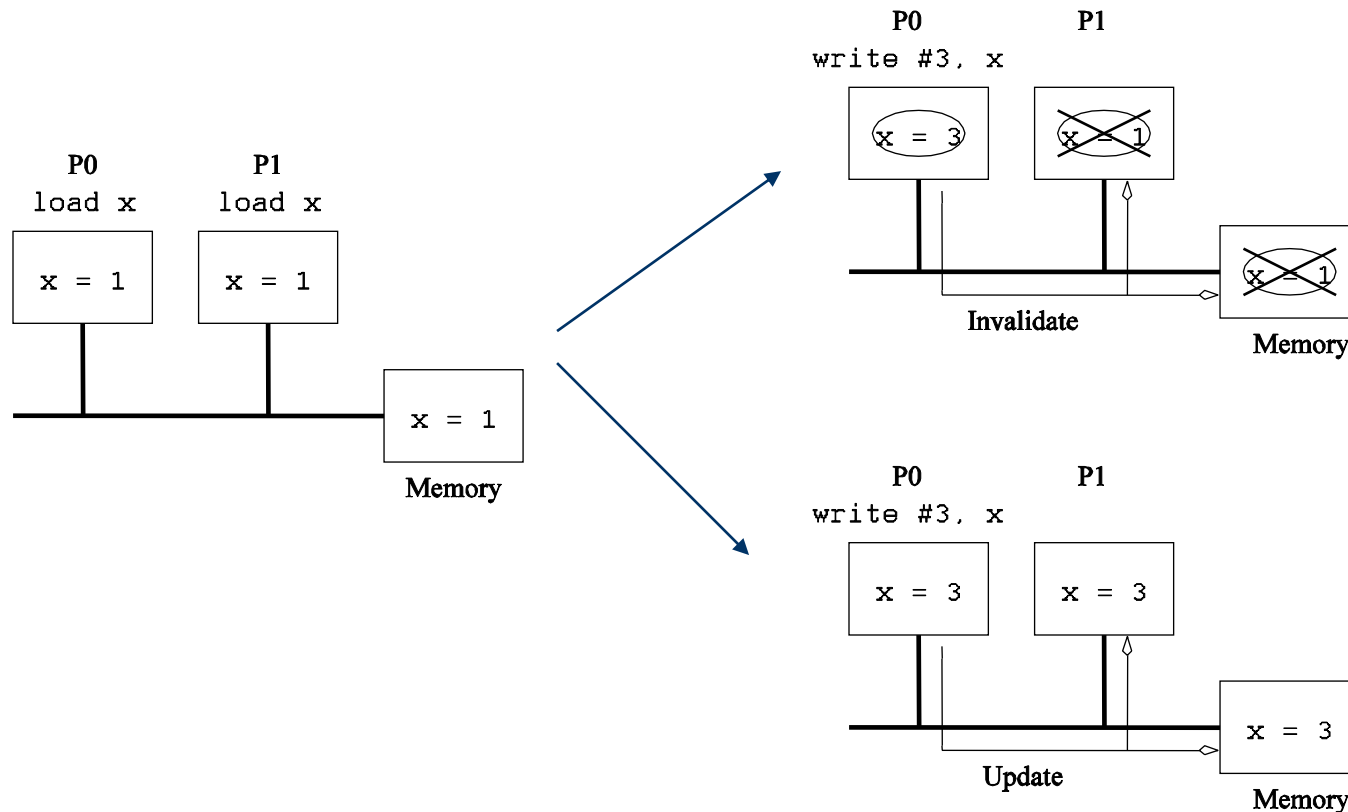 P0 P1
load x load x
x = 1 x = 1
x = 1
Memory
P0 P1
write #3, x
x = 3 x = 1
x = 1
Invalidate
Memory
P0 P1
write #3, x
x = 3 x = 3
x = 3
Update
Memory